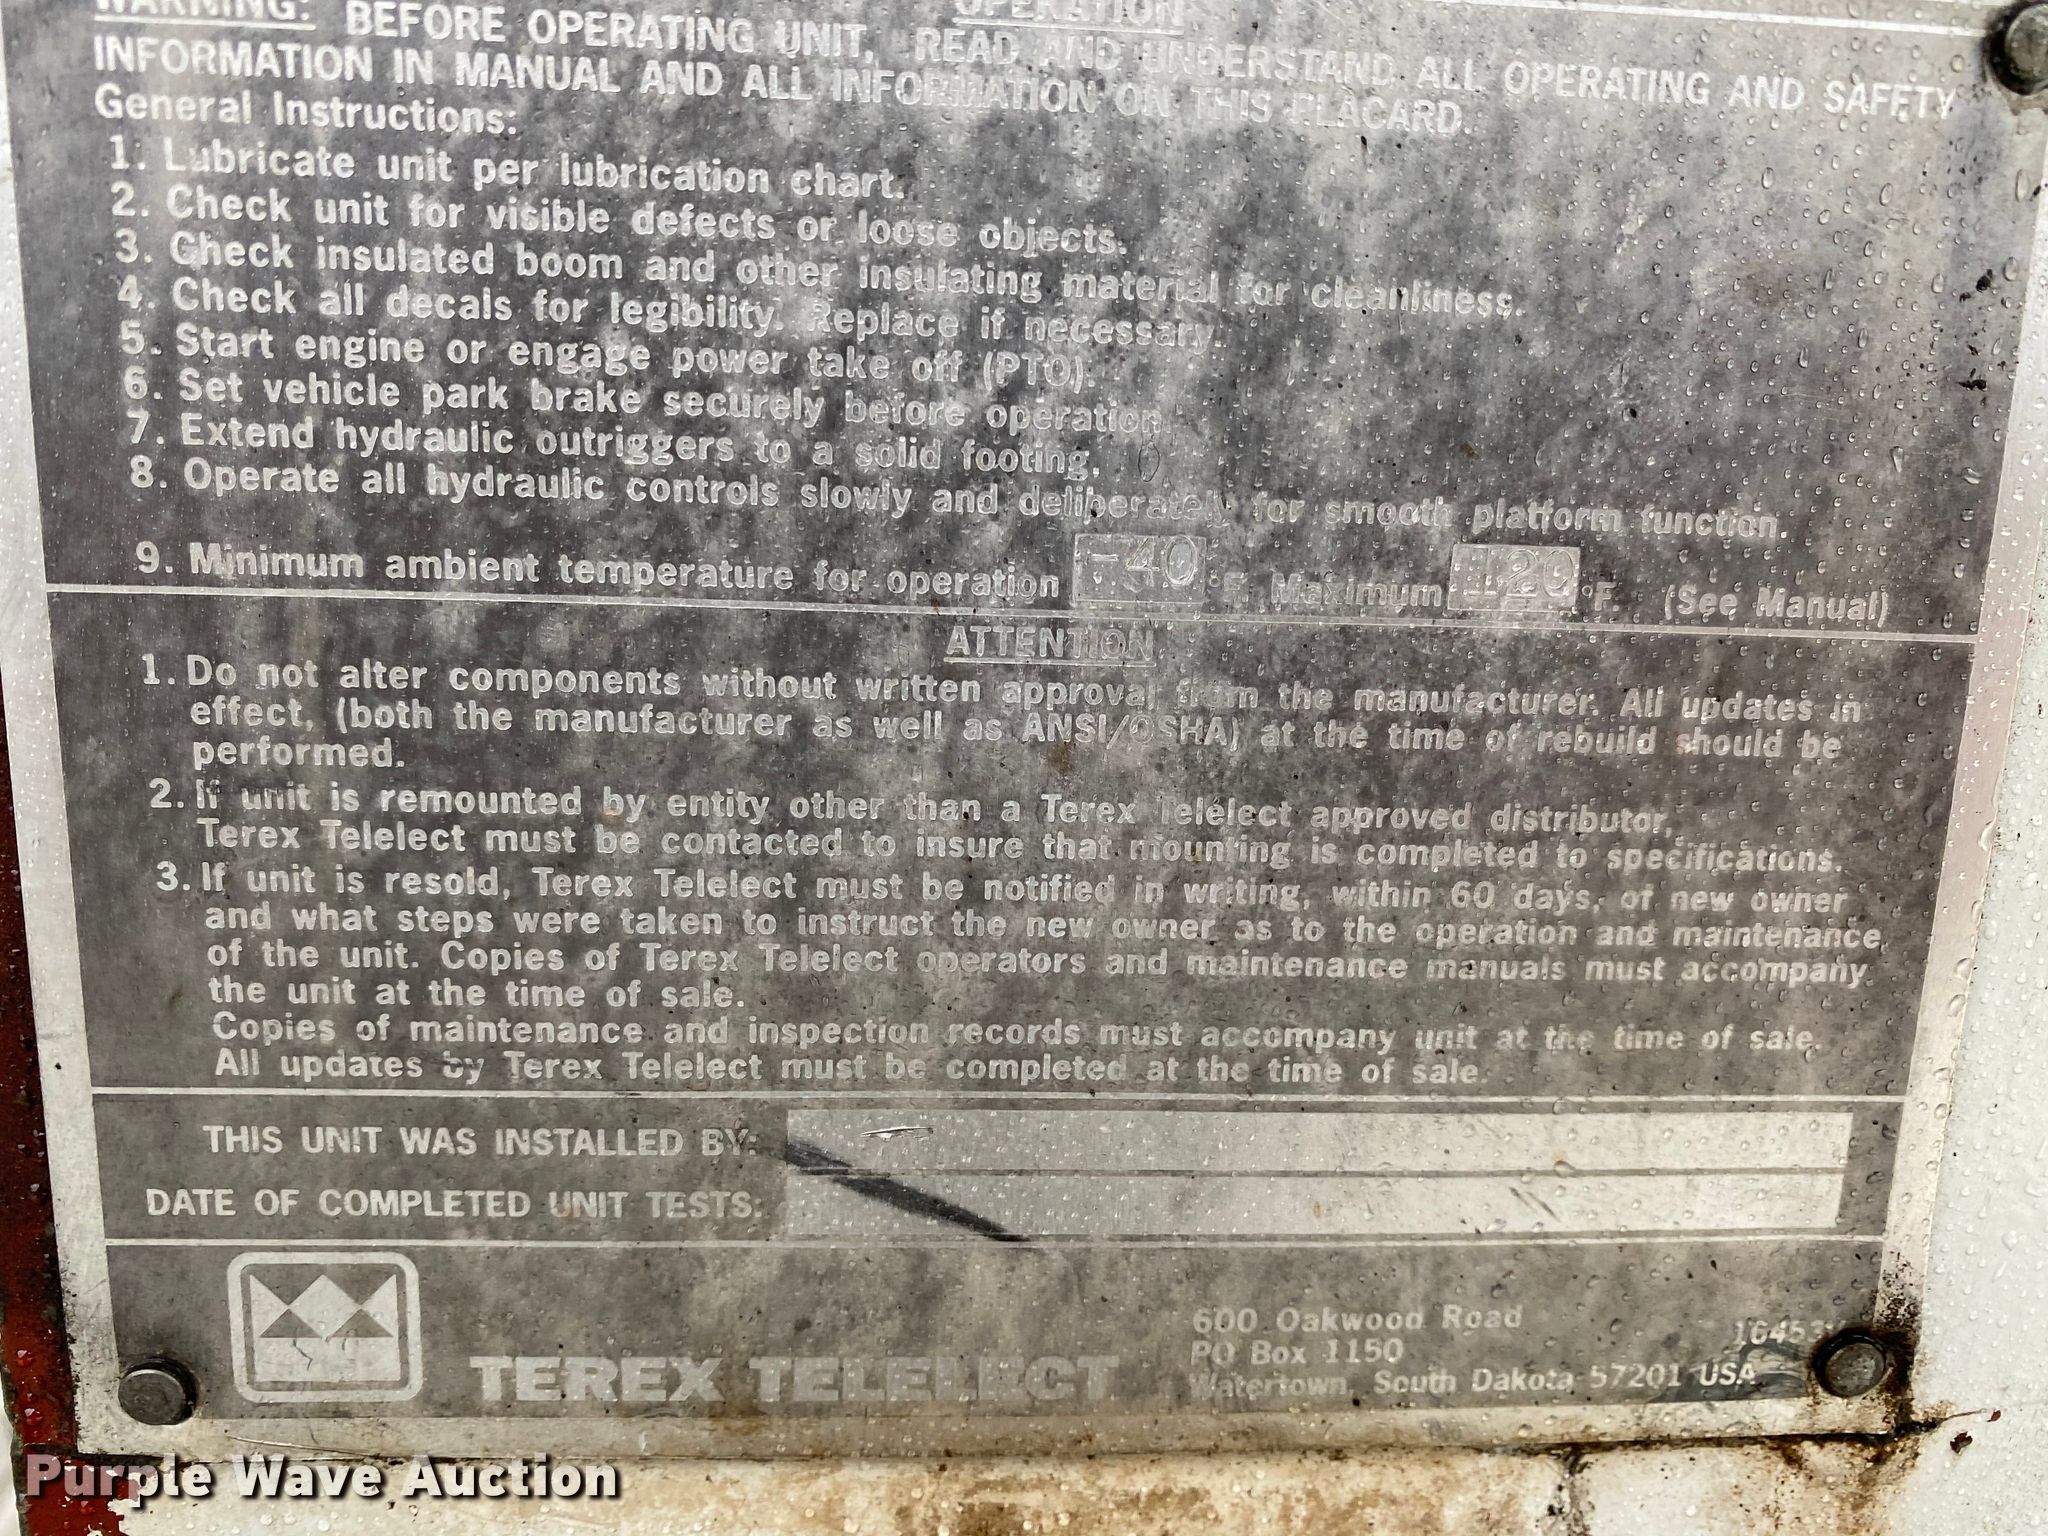 OPERATION
WARNING: BEFORE OPERATING UNIT, READ AND UNDERSTAND ALL OPERATING AND SAFETY
INFORMATION IN MANUAL AND ALL INFORMATION ON THIS PLACARD.
General Instructions:
1. Lubricate unit per lubrication chart.
2. Check unit for visible defects or loose objects.
3. Check insulated boom and other insulating material for cleanliness.
4. Check all decals for legibility. Replace if necessary.
5. Start engine or engage power take off (PTO).
6. Set vehicle park brake securely before operation.
7. Extend hydraulic outriggers to a solid footing.
8. Operate all hydraulic controls slowly and deliberately for smooth platform function.
9. Minimum ambient temperature for operation -40 °F. Maximum 120 °F. (See Manual)
ATTENTION
1. Do not alter components without written approval from the manufacturer. All updates in
effect, (both the manufacturer as well as ANSI/OSHA) at the time of rebuild should be
performed.
2. If unit is remounted by entity other than a Terex Telelect approved distributor,
Terex Telelect must be contacted to insure that mounting is completed to specifications.
3. If unit is resold, Terex Telelect must be notified in writing, within 60 days, of new owner
and what steps were taken to instruct the new owner as to the operation and maintenance
of the unit. Copies of Terex Telelect operators and maintenance manuals must accompany
the unit at the time of sale.
Copies of maintenance and inspection records must accompany unit at the time of sale.
All updates by Terex Telelect must be completed at the time of sale.
THIS UNIT WAS INSTALLED BY:
DATE OF COMPLETED UNIT TESTS:
TEREX TELELECT
600 Oakwood Road
PO Box 1150
Watertown, South Dakota 57201 USA
Purple Wave Auction